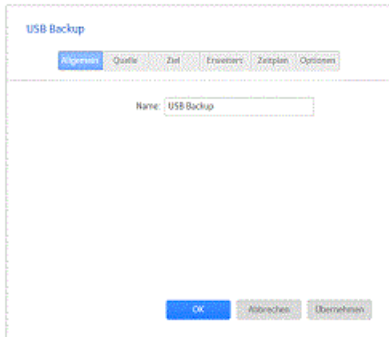 USB Backup
Allgemein Quelle Ziel Erweitert Zeitplan Optionen
Name: USB Backup
OK Abbrechen Übernehmen